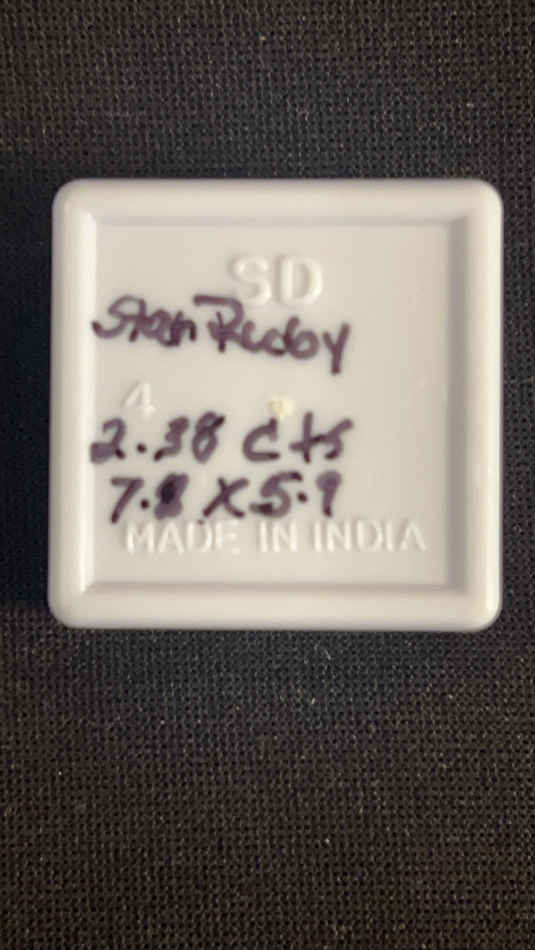 SD
Star Ruby
4
2.38 cts
7.8 X 5.9
MADE IN INDIA